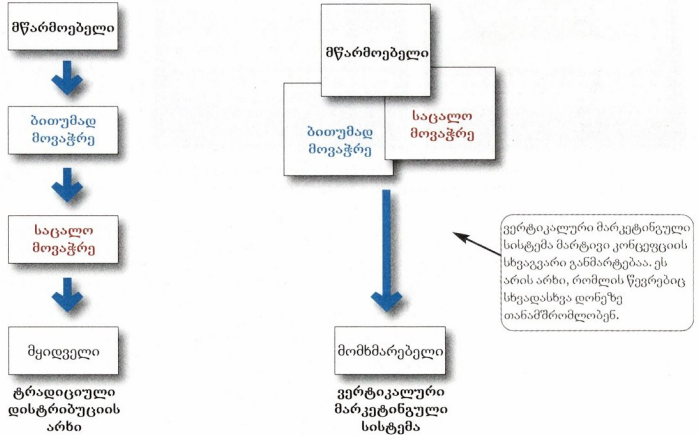 მწარმოებელი
ბითუმად
მოვაჭრე
საცალო
მოვაჭრე
მყიდველი
ტრადიციული
დისტრიბუციის
არხი
მწარმოებელი
ბითუმად
მოვაჭრე
საცალო
მოვაჭრე
მომხმარებელი
ვერტიკალური
მარკეტინგული
სისტემა
ვერტიკალური მარკეტინგული
სისტემა მარტივი კონცეფციის
სხვაგვარი განმარტებაა. ეს
არის არხი, რომლის წევრებიც
სხვადასხვა დონეზე
თანამშრომლობენ.